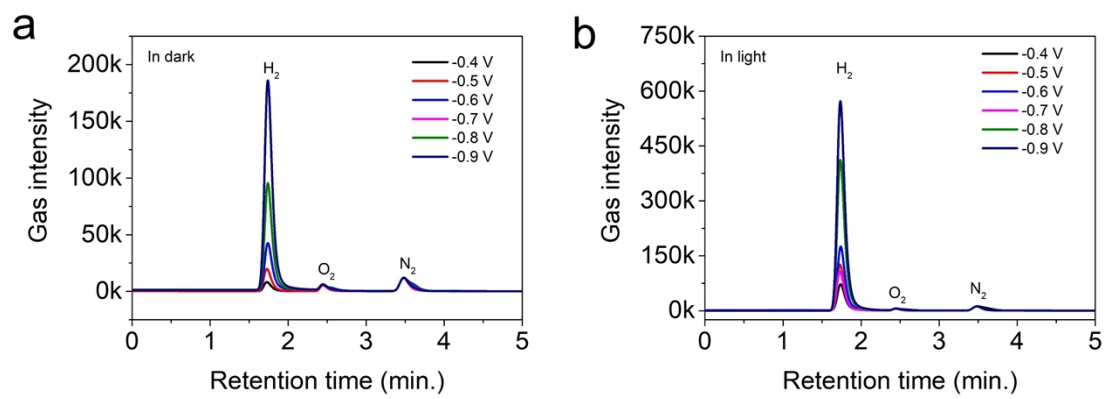 a
In dark
H₂
O₂
N₂
-0.4 V
-0.5 V
-0.6 V
-0.7 V
-0.8 V
-0.9 V
200k
150k
100k
50k
0k
0 1 2 3 4 5
Gas intensity
Retention time (min.)
b
In light
H₂
O₂
N₂
-0.4 V
-0.5 V
-0.6 V
-0.7 V
-0.8 V
-0.9 V
750k
600k
450k
300k
150k
0k
0 1 2 3 4 5
Gas intensity
Retention time (min.)